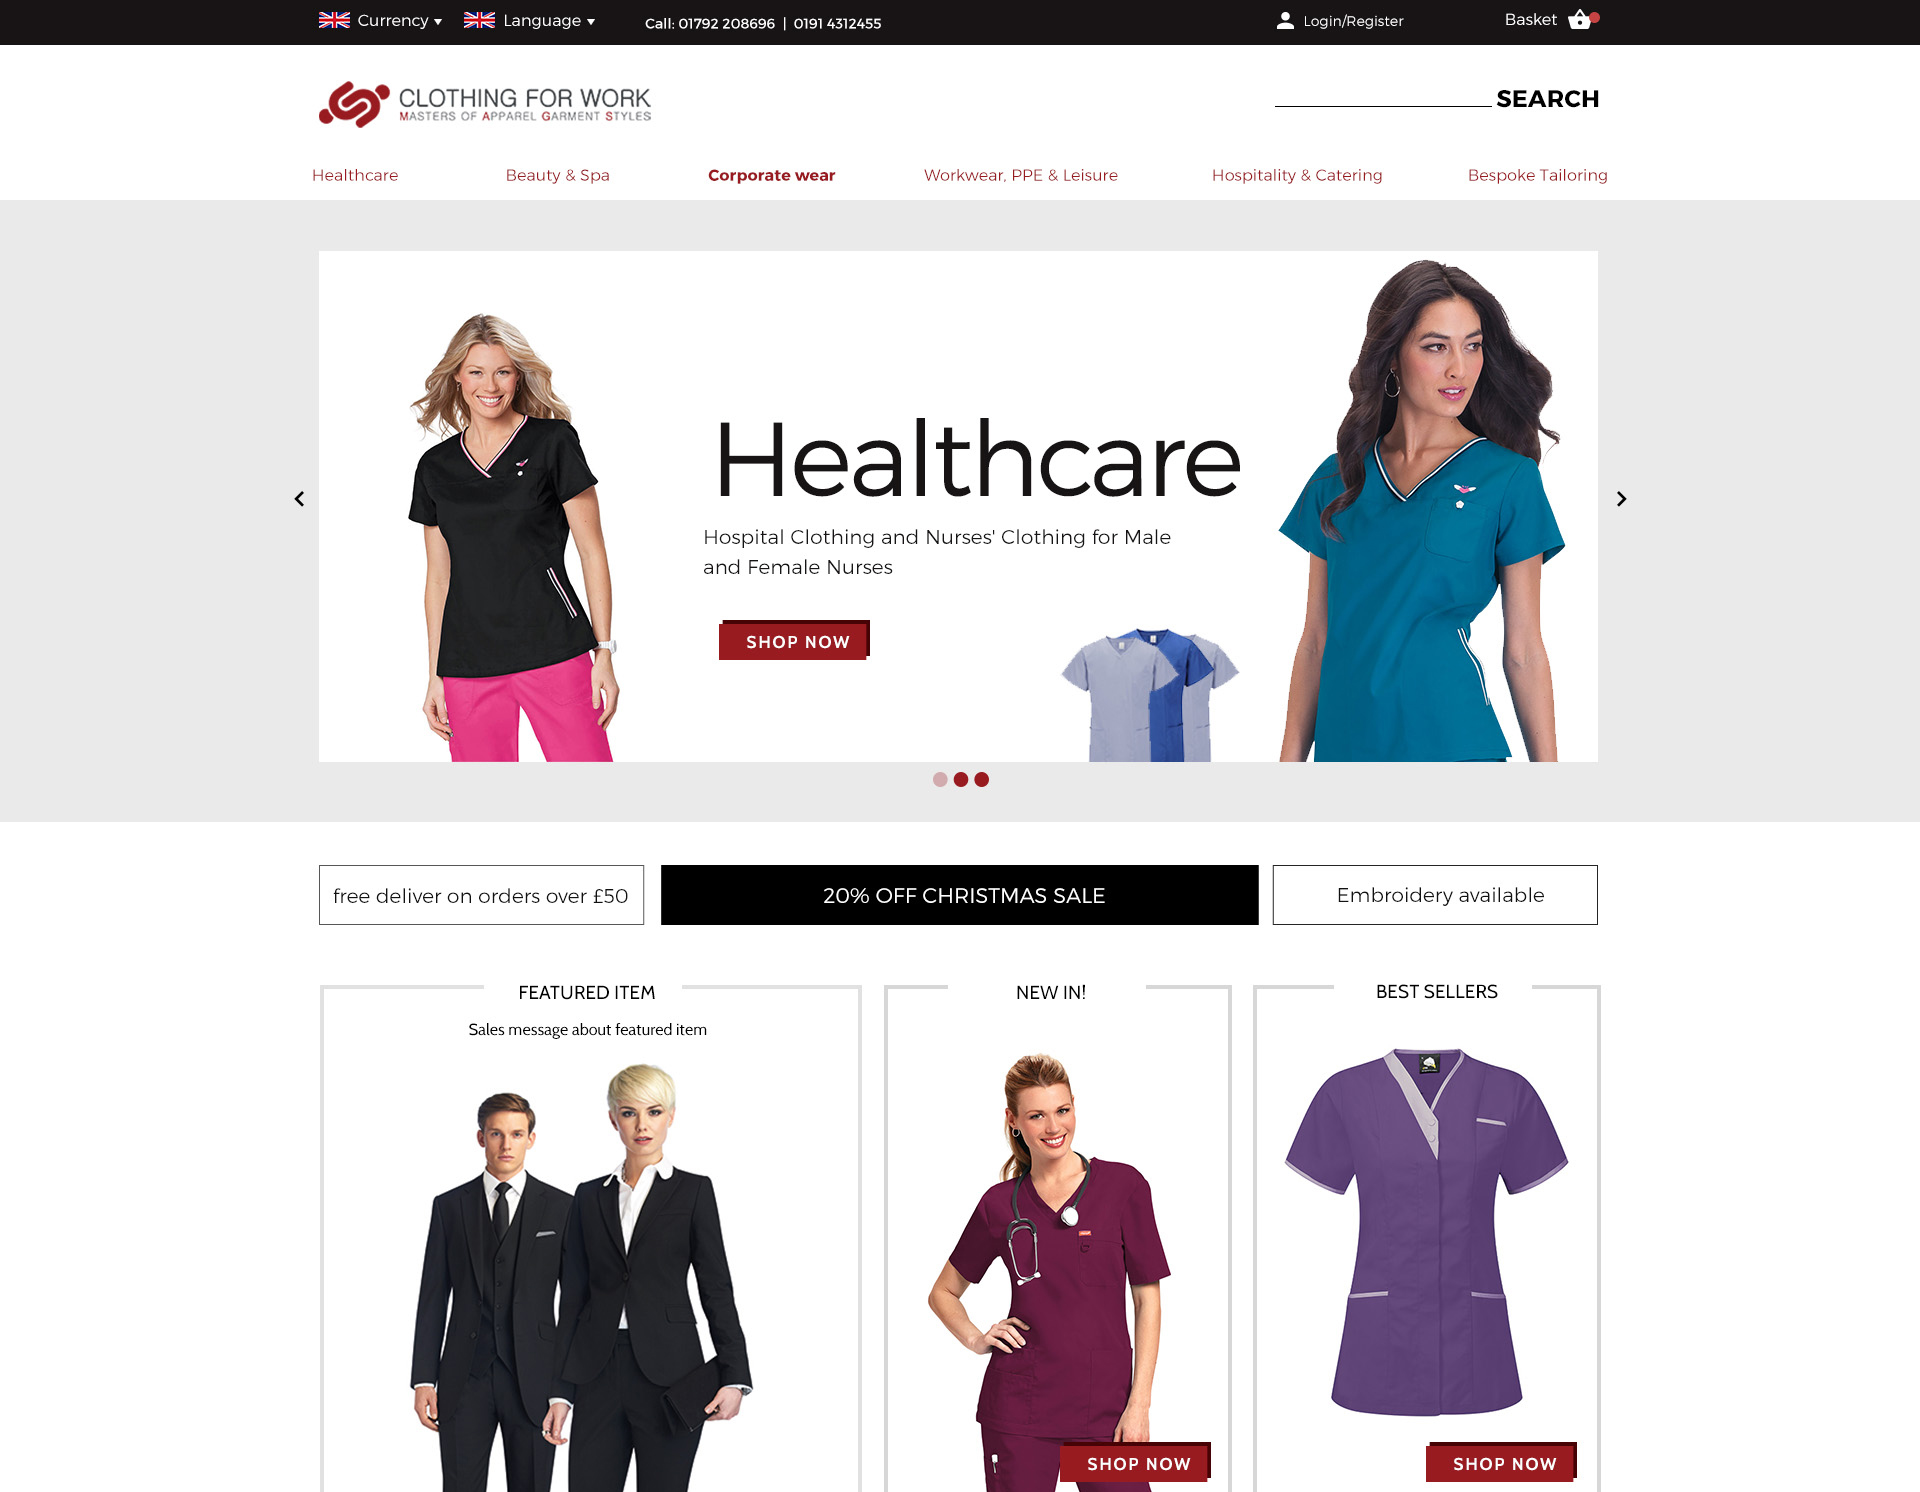 Currency
Language
Call: 01792 208696 | 0191 4312455
Login/Register
Basket
CLOTHING FOR WORK
MASTERS OF APPAREL GARMENT STYLES
SEARCH
Healthcare
Beauty & Spa
Corporate wear
Workwear, PPE & Leisure
Hospitality & Catering
Bespoke Tailoring
Healthcare
Hospital Clothing and Nurses' Clothing for Male
and Female Nurses
SHOP NOW
free deliver on orders over £50
20% OFF CHRISTMAS SALE
Embroidery available
FEATURED ITEM
Sales message about featured item
NEW IN!
SHOP NOW
BEST SELLERS
SHOP NOW